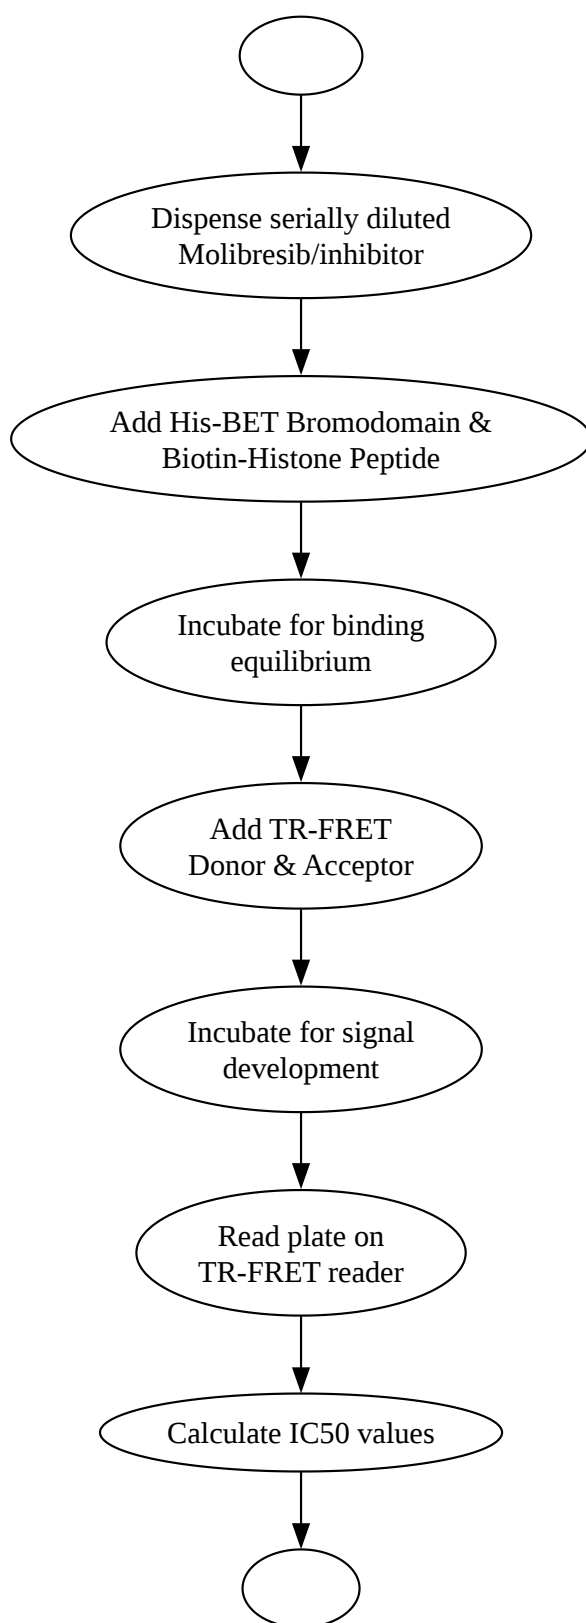 Dispense serially diluted
Molibresib/inhibitor
Add His-BET Bromodomain &
Biotin-Histone Peptide
Incubate for binding
equilibrium
Add TR-FRET
Donor & Acceptor
Incubate for signal
development
Read plate on
TR-FRET reader
Calculate IC50 values